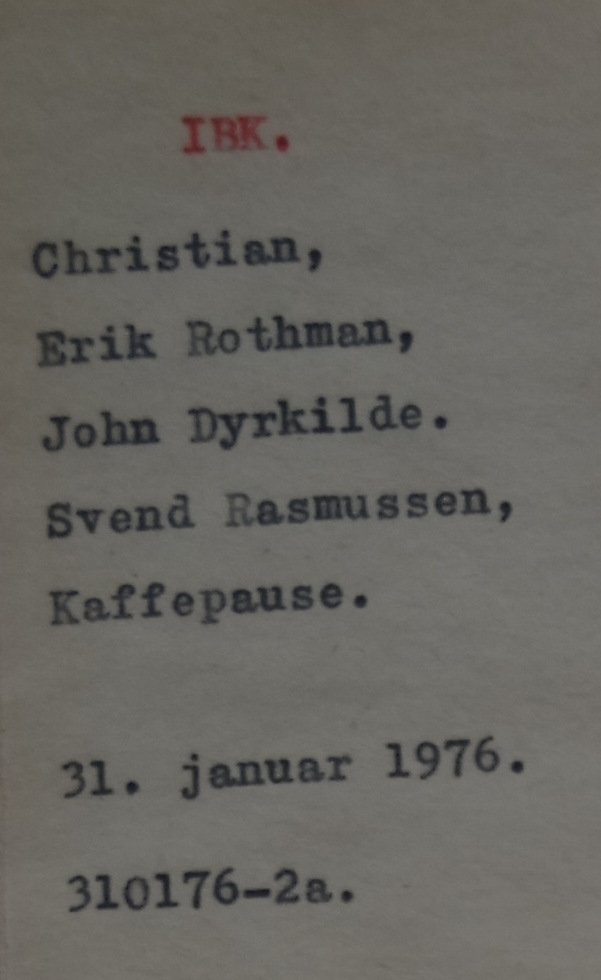 IBK.
Christian,
Erik Rothman,
John Dyrkilde.
Svend Rasmussen,
Kaffepause.
31. januar 1976.
310176-2a.